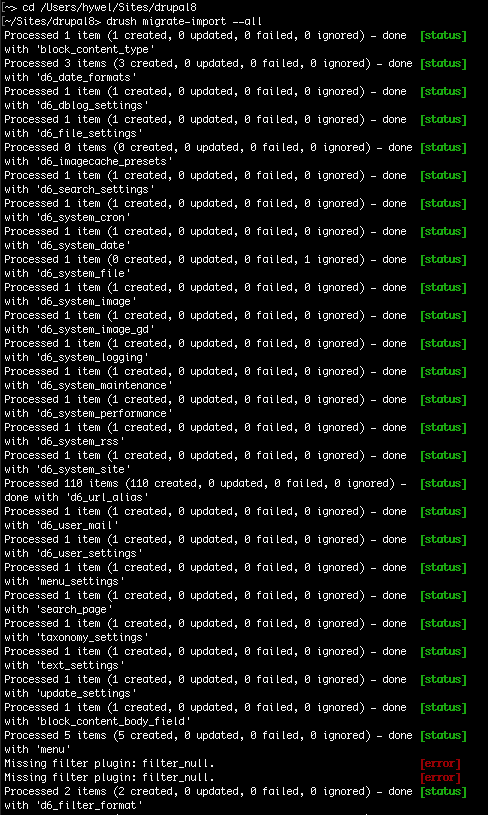 [~> cd /Users/hywel/Sites/drupal8
[~/Sites/drupal8> drush migrate-import --all
Processed 1 item (1 created, 0 updated, 0 failed, 0 ignored) – done [status]
with 'block_content_type'
Processed 3 items (3 created, 0 updated, 0 failed, 0 ignored) – done [status]
with 'd6_date_formats'
Processed 1 item (1 created, 0 updated, 0 failed, 0 ignored) – done [status]
with 'd6_dblog_settings'
Processed 1 item (1 created, 0 updated, 0 failed, 0 ignored) – done [status]
with 'd6_file_settings'
Processed 0 items (0 created, 0 updated, 0 failed, 0 ignored) – done [status]
with 'd6_imagecache_presets'
Processed 1 item (1 created, 0 updated, 0 failed, 0 ignored) – done [status]
with 'd6_search_settings'
Processed 1 item (1 created, 0 updated, 0 failed, 0 ignored) – done [status]
with 'd6_system_cron'
Processed 1 item (1 created, 0 updated, 0 failed, 0 ignored) – done [status]
with 'd6_system_date'
Processed 1 item (0 created, 0 updated, 0 failed, 1 ignored) – done [status]
with 'd6_system_file'
Processed 1 item (1 created, 0 updated, 0 failed, 0 ignored) – done [status]
with 'd6_system_image'
Processed 1 item (1 created, 0 updated, 0 failed, 0 ignored) – done [status]
with 'd6_system_image_gd'
Processed 1 item (1 created, 0 updated, 0 failed, 0 ignored) – done [status]
with 'd6_system_logging'
Processed 1 item (1 created, 0 updated, 0 failed, 0 ignored) – done [status]
with 'd6_system_maintenance'
Processed 1 item (1 created, 0 updated, 0 failed, 0 ignored) – done [status]
with 'd6_system_performance'
Processed 1 item (1 created, 0 updated, 0 failed, 0 ignored) – done [status]
with 'd6_system_rss'
Processed 1 item (1 created, 0 updated, 0 failed, 0 ignored) – done [status]
with 'd6_system_site'
Processed 110 items (110 created, 0 updated, 0 failed, 0 ignored) – [status]
done with 'd6_url_alias'
Processed 1 item (1 created, 0 updated, 0 failed, 0 ignored) – done [status]
with 'd6_user_mail'
Processed 1 item (1 created, 0 updated, 0 failed, 0 ignored) – done [status]
with 'd6_user_settings'
Processed 1 item (1 created, 0 updated, 0 failed, 0 ignored) – done [status]
with 'menu_settings'
Processed 1 item (1 created, 0 updated, 0 failed, 0 ignored) – done [status]
with 'search_page'
Processed 1 item (1 created, 0 updated, 0 failed, 0 ignored) – done [status]
with 'taxonomy_settings'
Processed 1 item (1 created, 0 updated, 0 failed, 0 ignored) – done [status]
with 'text_settings'
Processed 1 item (1 created, 0 updated, 0 failed, 0 ignored) – done [status]
with 'update_settings'
Processed 1 item (1 created, 0 updated, 0 failed, 0 ignored) – done [status]
with 'block_content_body_field'
Processed 5 items (5 created, 0 updated, 0 failed, 0 ignored) – done [status]
with 'menu'
Missing filter plugin: filter_null. [error]
Missing filter plugin: filter_null. [error]
Processed 2 items (2 created, 0 updated, 0 failed, 0 ignored) – done [status]
with 'd6_filter_format'